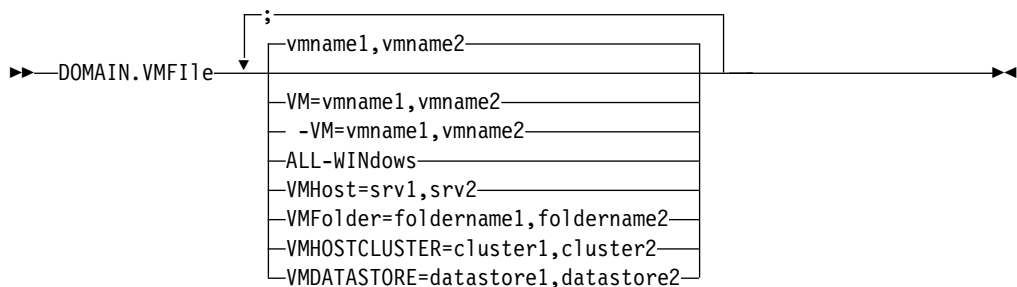 ;
vmname1,vmname2
DOMAIN.VMFIle
VM=vmname1,vmname2
-VM=vmname1,vmname2
ALL-WINdows
VMHost=srv1,srv2
VMFolder=foldername1,foldername2
VMHOSTCLUSTER=cluster1,cluster2
VMDATASTORE=datastore1,datastore2